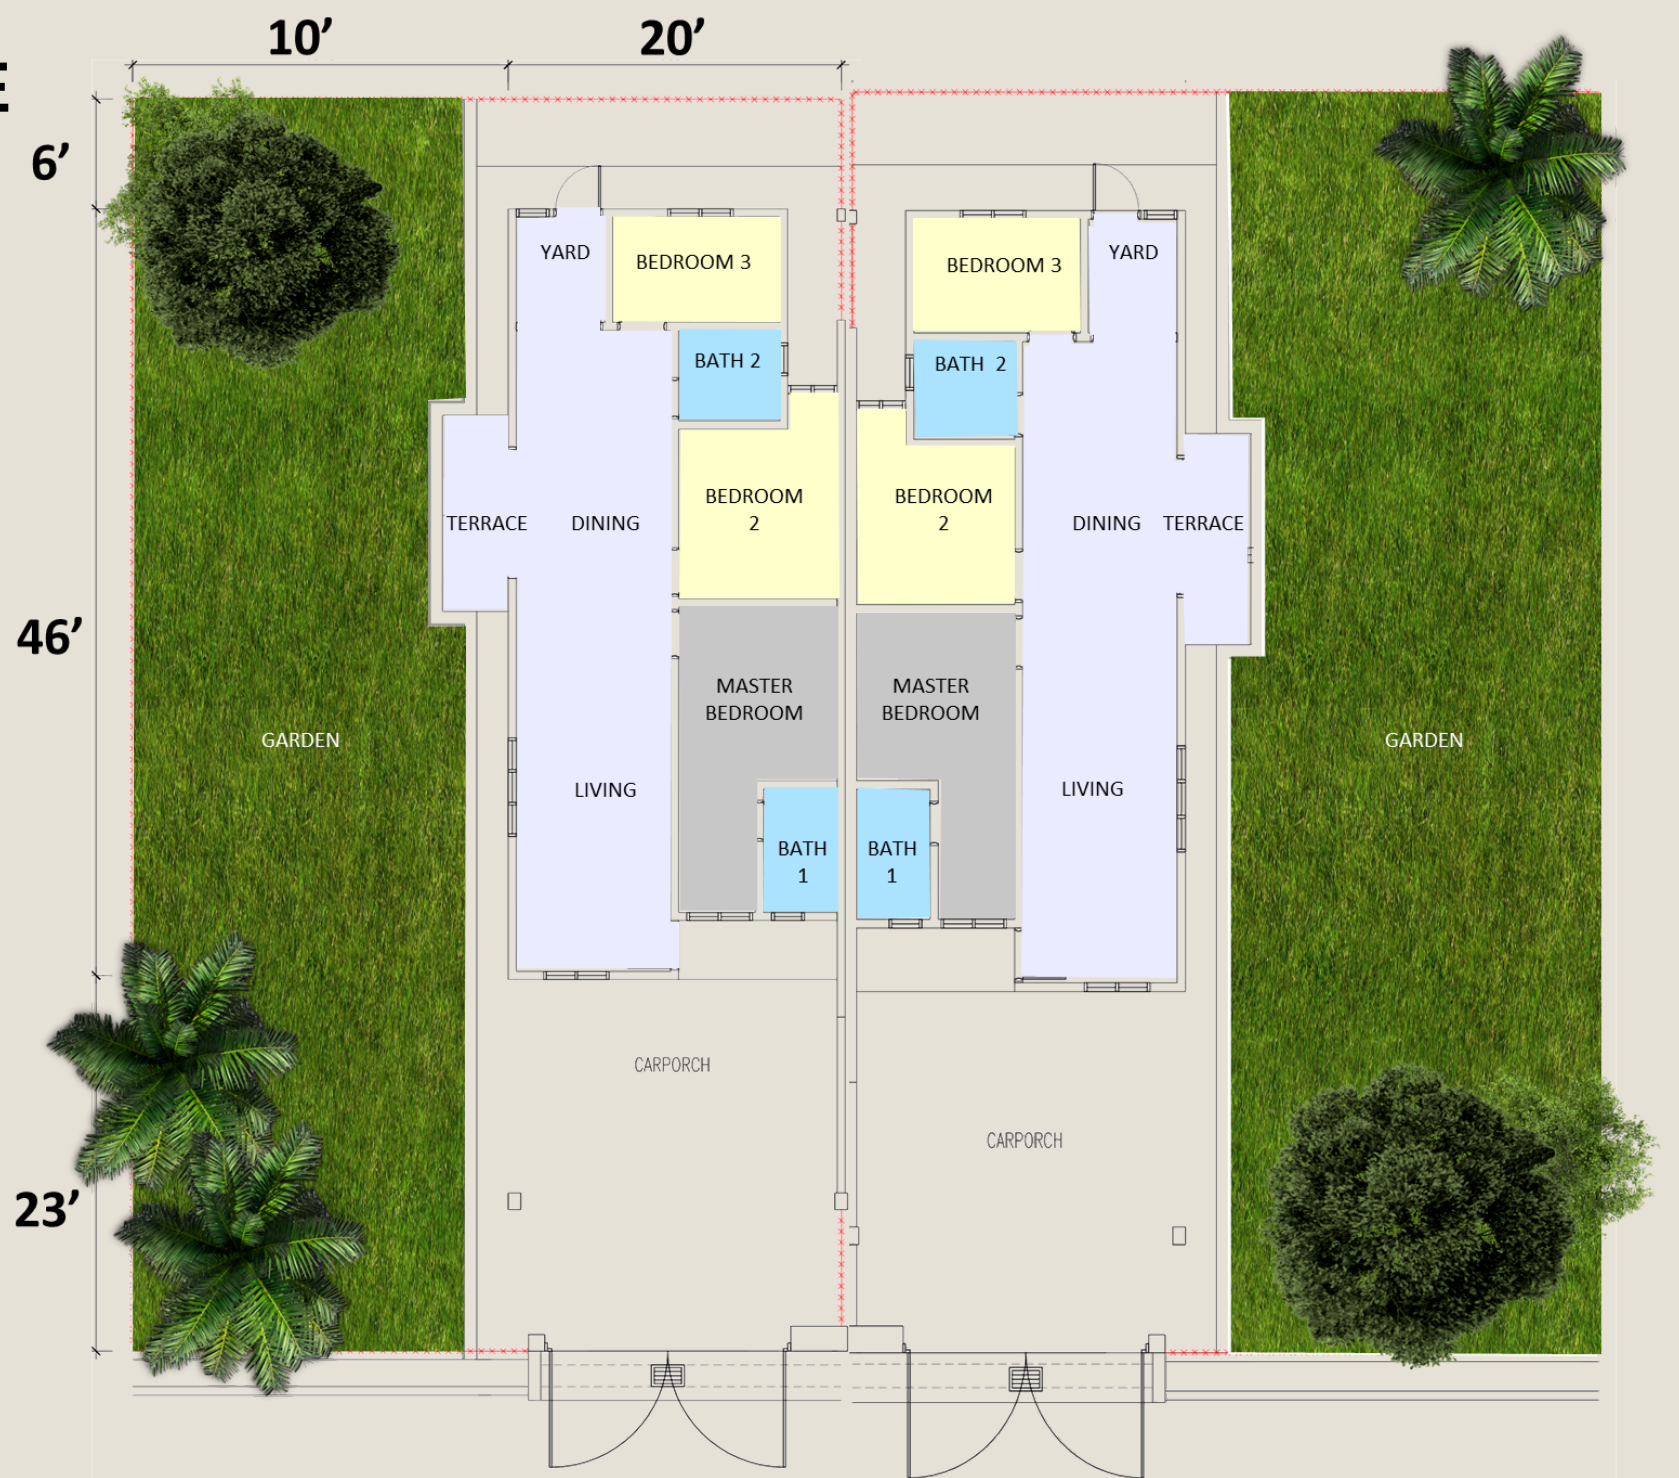 10’ 20’
E
6’
YARD BEDROOM 3 BEDROOM 3 YARD
BATH 2 BATH 2
BEDROOM
2
BEDROOM
2
TERRACE DINING DINING TERRACE
46’
MASTER
BEDROOM
MASTER
BEDROOM
GARDEN GARDEN
LIVING LIVING
BATH
1
BATH
1
CARPORCH
CARPORCH
23’